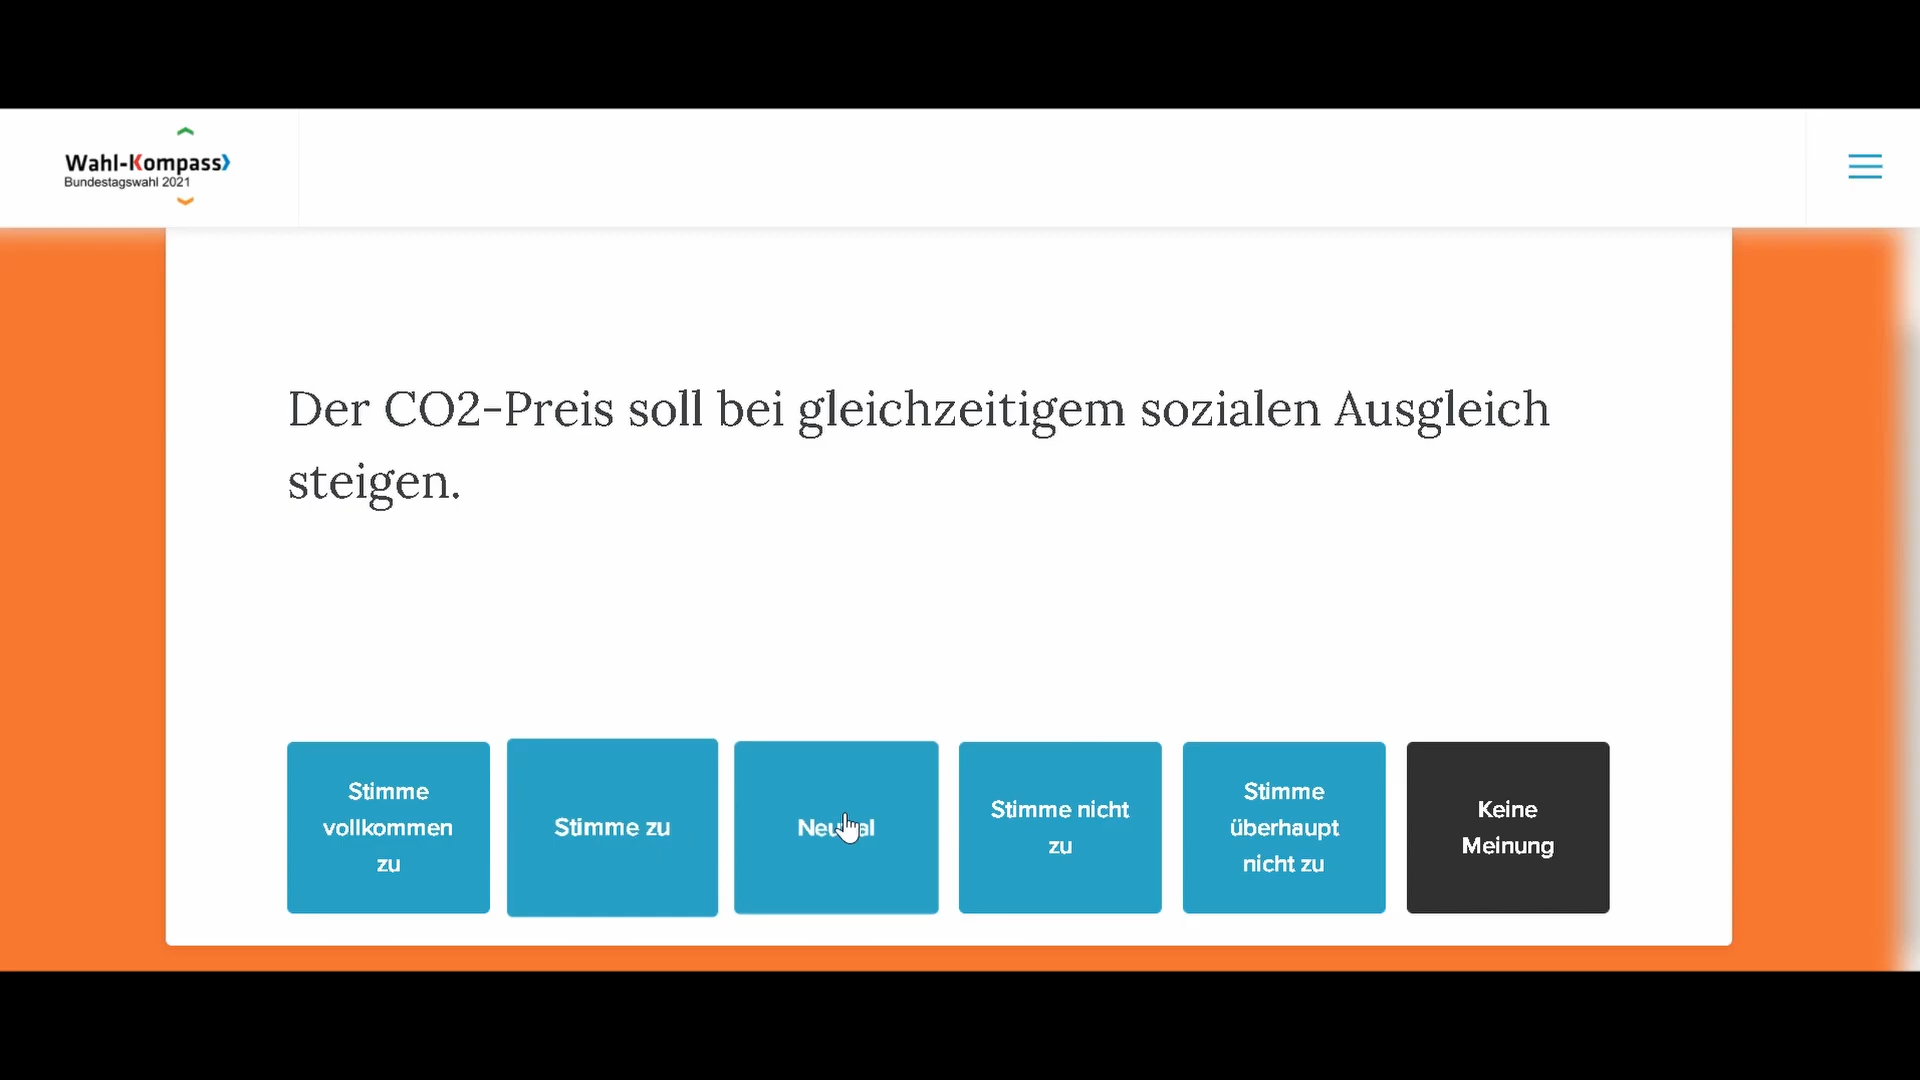 Wahl-Kompass
Bundestagswahl 2021
Der CO2-Preis soll bei gleichzeitigem sozialen Ausgleich
steigen.
Stimme
vollkommen
zu
Stimme zu
Stimme nicht
zu
Stimme
überhaupt
nicht zu
Keine
Meinung